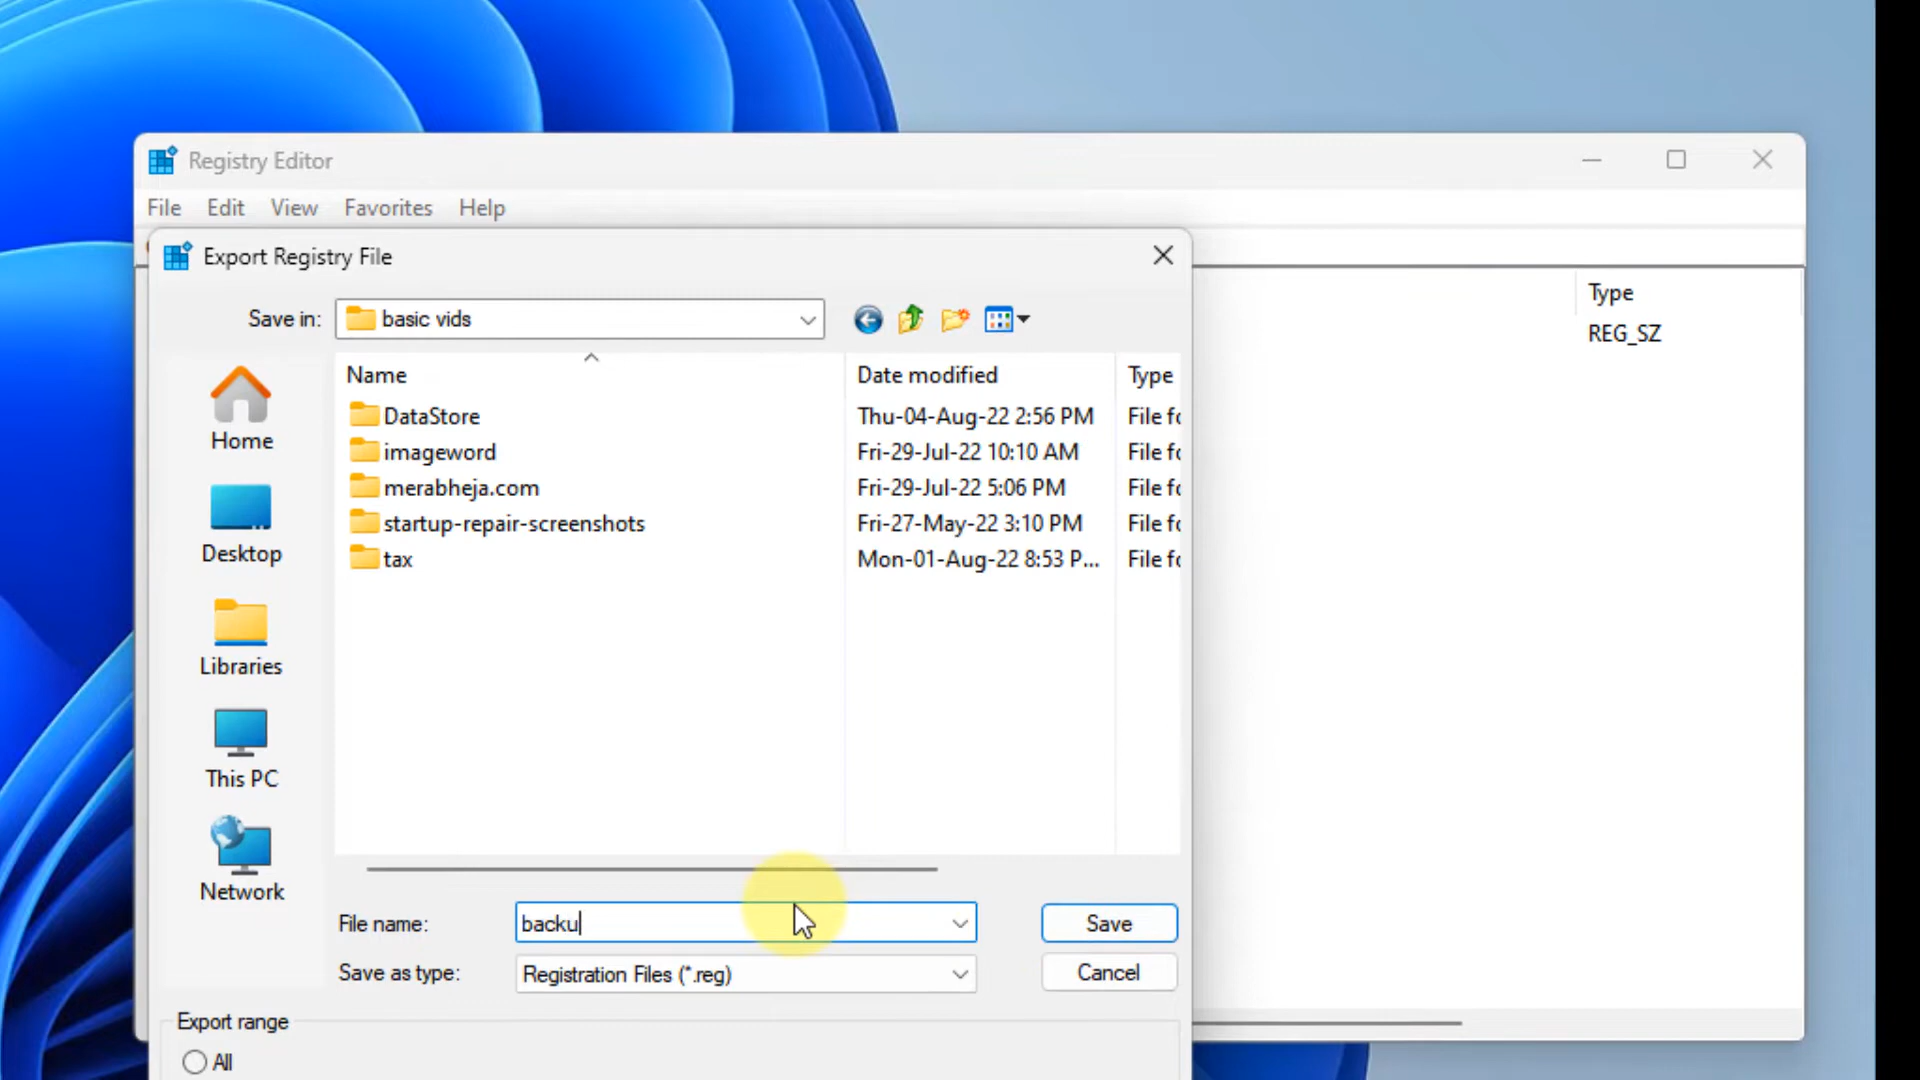 Registry Editor
File Edit View Favorites Help
Export Registry File
Type
Save in: basic vids
REG_SZ
Name Date modified Type
DataStore Thu-04-Aug-22 2:56 PM File fo
imageword Fri-29-Jul-22 10:10 AM File fo
merabheja.com Fri-29-Jul-22 5:06 PM File fo
startup-repair-screenshots Fri-27-May-22 3:10 PM File fo
tax Mon-01-Aug-22 8:53 P... File fo
Home
Desktop
Libraries
This PC
Network
File name: backu Save
Save as type: Registration Files (*.reg) Cancel
Export range
All